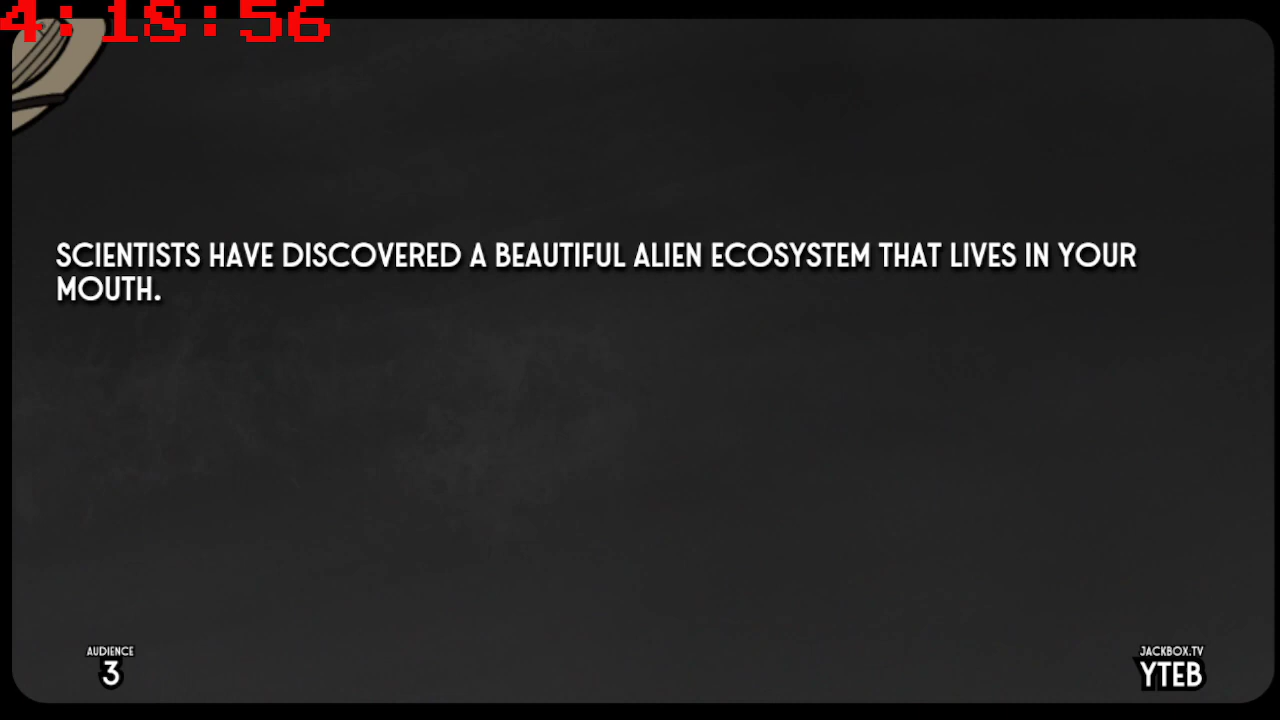 4:18:56
SCIENTISTS HAVE DISCOVERED A BEAUTIFUL ALIEN ECOSYSTEM THAT LIVES IN YOUR
MOUTH.
AUDIENCE
3
JACKBOX.TV
YTEB